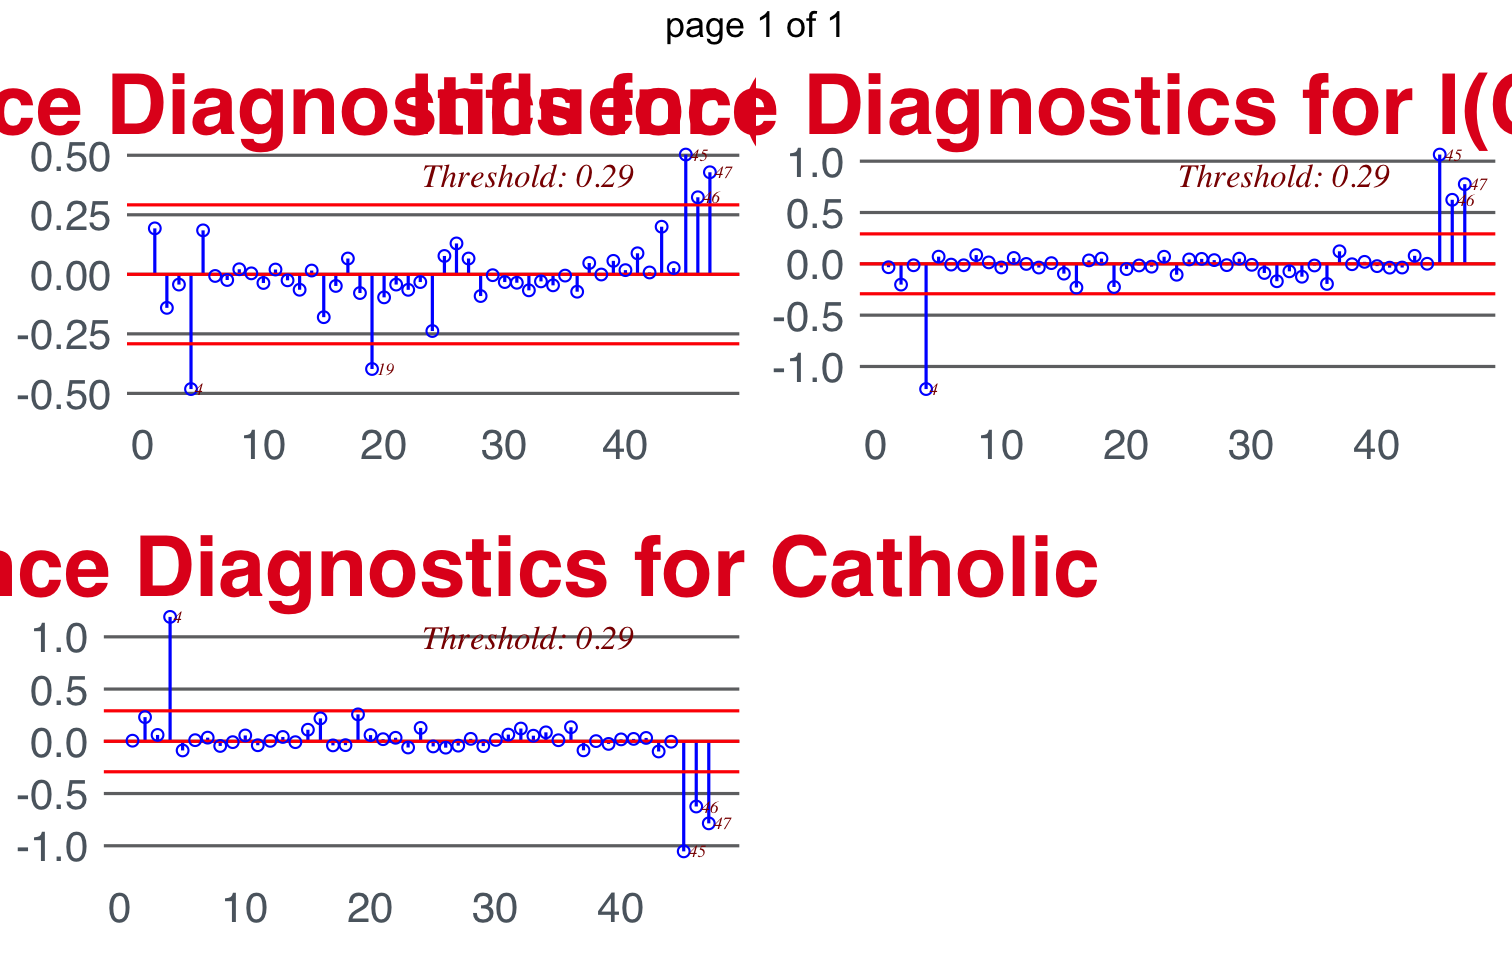 page 1 of 1
ce Diagnostics for (
Influence Diagnostics for I(C
0.50
0.25
0.00
-0.25
-0.50
Threshold: 0.29
45
47
46
4
19
0 10 20 30 40
1.0
0.5
0.0
-0.5
-1.0
Threshold: 0.29
45
47
46
4
0 10 20 30 40
nce Diagnostics for Catholic
1.0
0.5
0.0
-0.5
-1.0
Threshold: 0.29
4
46
47
45
0 10 20 30 40